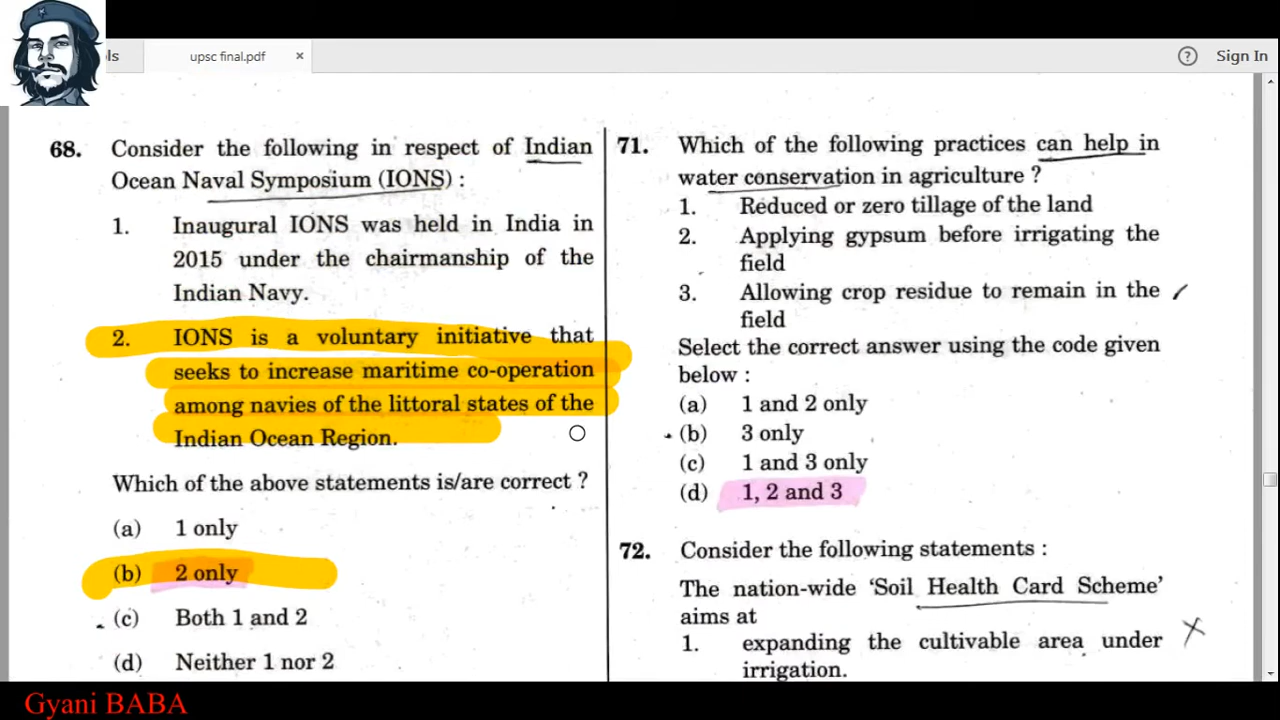 ols
upsc final.pdf
×
?
Sign In
68. Consider the following in respect of Indian
Ocean Naval Symposium (IONS) :
1. Inaugural IONS was held in India in
2015 under the chairmanship of the
Indian Navy.
2. IONS is a voluntary initiative that
seeks to increase maritime co-operation
among navies of the littoral states of the
Indian Ocean Region.
Which of the above statements is/are correct ?
(a) 1 only
(b) 2 only
(c) Both 1 and 2
(d) Neither 1 nor 2
71. Which of the following practices can help in
water conservation in agriculture ?
1. Reduced or zero tillage of the land
2. Applying gypsum before irrigating the
field
3. Allowing crop residue to remain in the
field
Select the correct answer using the code given
below :
(a) 1 and 2 only
(b) 3 only
(c) 1 and 3 only
(d) 1, 2 and 3
72. Consider the following statements :
The nation-wide ‘Soil Health Card Scheme’
aims at
1. expanding the cultivable area under
irrigation.
Gyani BABA